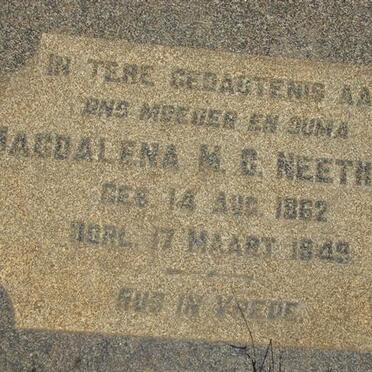 IN TERE GEDAGTENIS AA
ONS MOEDER EN OUMA
MAGDALENA M. C. NEETH
GEB. 14 AUG. 1862
OORL. 17 MAART 1949
RUS IN VREDE.